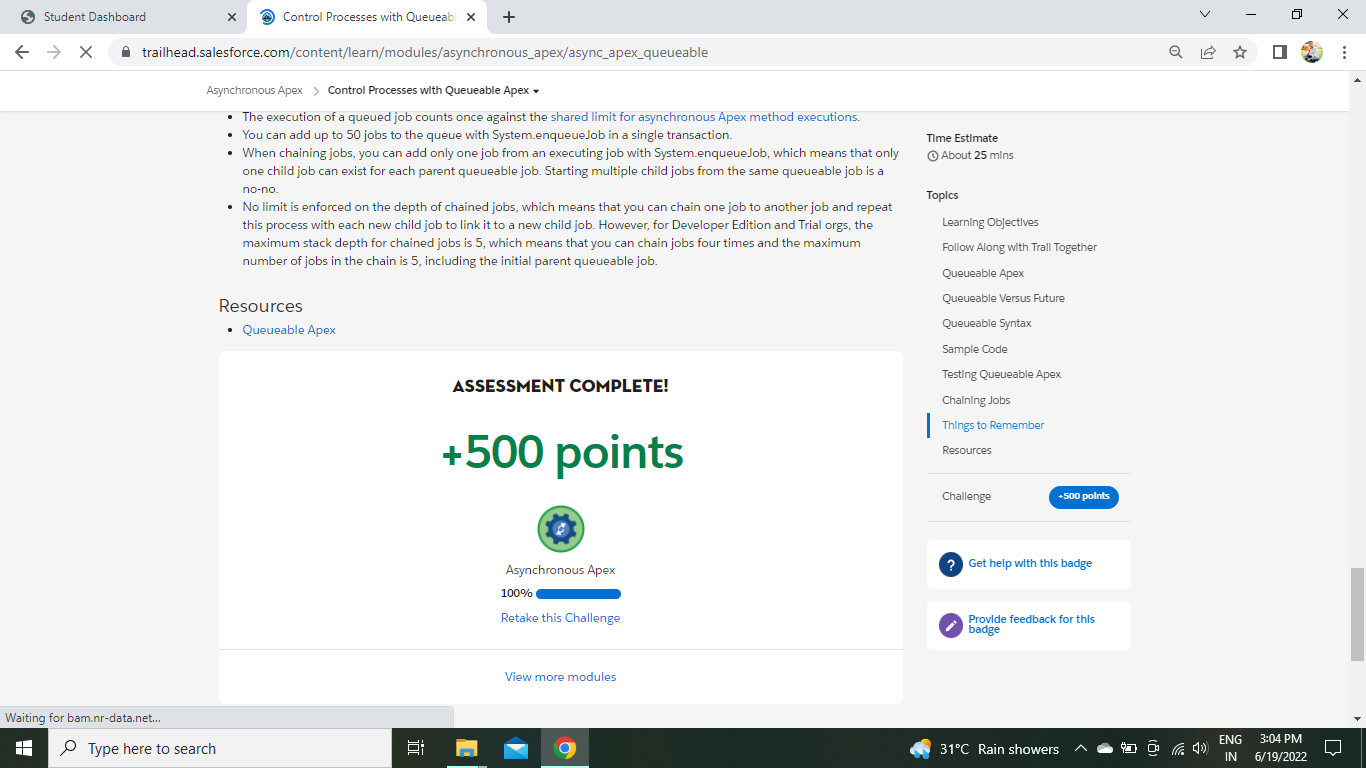 Student Dashboard
Control Processes with Queueabl
trailhead.salesforce.com/content/learn/modules/asynchronous_apex/async_apex_queueable
Asynchronous Apex
Control Processes with Queueable Apex
The execution of a queued job counts once against the shared limit for asynchronous Apex method executions.
You can add up to 50 jobs to the queue with System.enqueueJob in a single transaction.
When chaining jobs, you can add only one job from an executing job with System.enqueueJob, which means that only
one child job can exist for each parent queueable job. Starting multiple child jobs from the same queueable job is a
no-no.
No limit is enforced on the depth of chained jobs, which means that you can chain one job to another job and repeat
this process with each new child job to link it to a new child job. However, for Developer Edition and Trial orgs, the
maximum stack depth for chained jobs is 5, which means that you can chain jobs four times and the maximum
number of jobs in the chain is 5, including the initial parent queueable job.
Resources
Queueable Apex
ASSESSMENT COMPLETE!
+500 points
Asynchronous Apex
100%
Retake this Challenge
View more modules
Time Estimate
About 25 mins
Topics
Learning Objectives
Follow Along with Trail Together
Queueable Apex
Queueable Versus Future
Queueable Syntax
Sample Code
Testing Queueable Apex
Chaining Jobs
Things to Remember
Resources
Challenge
+500 points
Get help with this badge
Provide feedback for this
badge
Waiting for bam.nr-data.net...
Type here to search
31°C Rain showers
ENG
IN
3:04 PM
6/19/2022